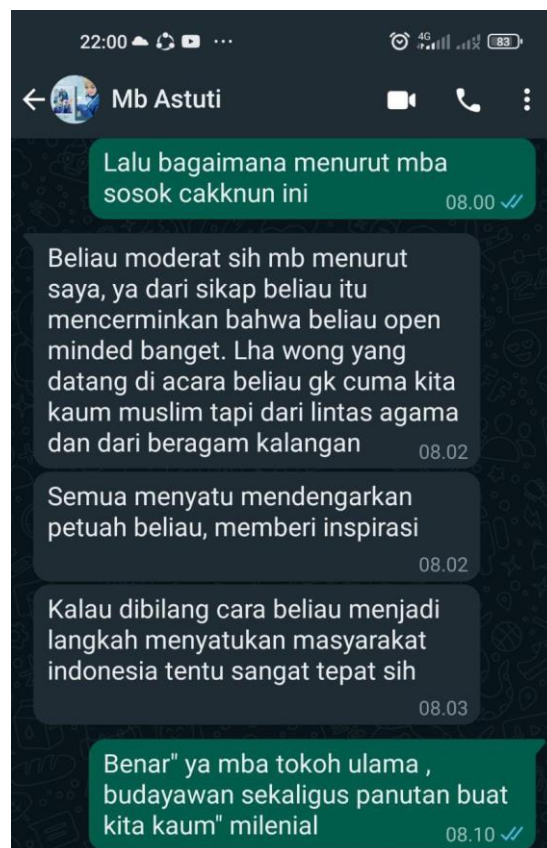 22:00 ...
4G 83
Mb Astuti
Lalu bagaimana menurut mba
sosok cakknun ini
08.00
Beliau moderat sih mb menurut
saya, ya dari sikap beliau itu
mencerminkan bahwa beliau open
minded banget. Lha wong yang
datang di acara beliau gk cuma kita
kaum muslim tapi dari lintas agama
dan dari beragam kalangan
08.02
Semua menyatu mendengarkan
petuah beliau, memberi inspirasi
08.02
Kalau dibilang cara beliau menjadi
langkah menyatukan masyarakat
indonesia tentu sangat tepat sih
08.03
Benar" ya mba tokoh ulama ,
budayawan sekaligus panutan buat
kita kaum" milenial
08.10